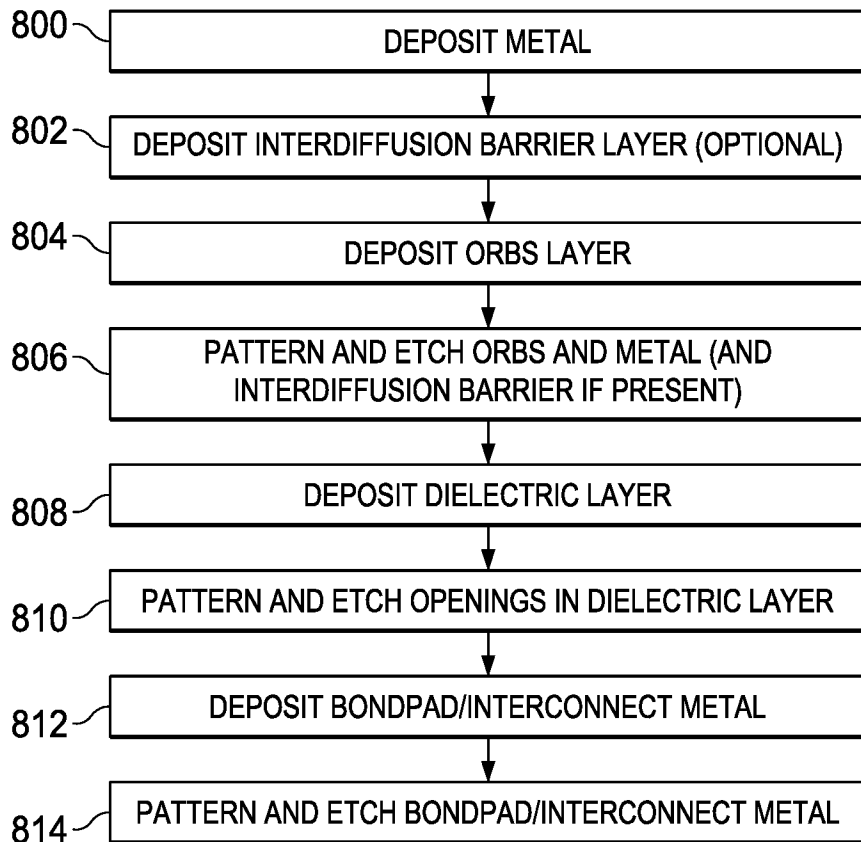 800
DEPOSIT METAL
802
DEPOSIT INTERDIFFUSION BARRIER LAYER (OPTIONAL)
804
DEPOSIT ORBS LAYER
806
PATTERN AND ETCH ORBS AND METAL (AND
INTERDIFFUSION BARRIER IF PRESENT)
808
DEPOSIT DIELECTRIC LAYER
810
PATTERN AND ETCH OPENINGS IN DIELECTRIC LAYER
812
DEPOSIT BONDPAD/INTERCONNECT METAL
814
PATTERN AND ETCH BONDPAD/INTERCONNECT METAL